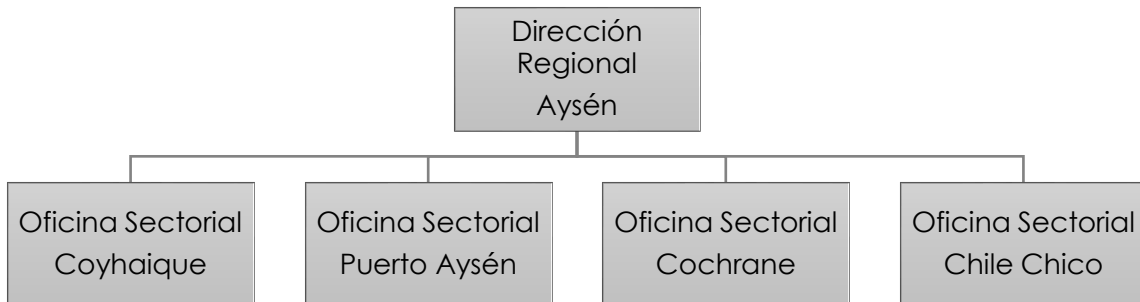 Dirección
Regional
Aysén
Oficina Sectorial
Coyhaique
Oficina Sectorial
Puerto Aysén
Oficina Sectorial
Cochrane
Oficina Sectorial
Chile Chico